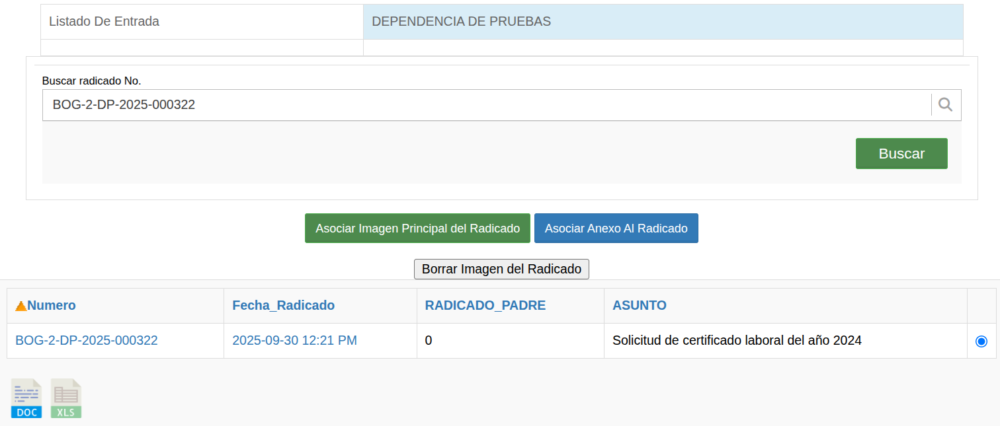 Listado De Entrada DEPENDENCIA DE PRUEBAS
Buscar radicado No.
BOG-2-DP-2025-000322
Buscar
Asociar Imagen Principal del Radicado Asociar Anexo Al Radicado
Borrar Imagen del Radicado
Numero Fecha_Radicado RADICADO_PADRE ASUNTO
BOG-2-DP-2025-000322 2025-09-30 12:21 PM 0 Solicitud de certificado laboral del año 2024
DOC XLS